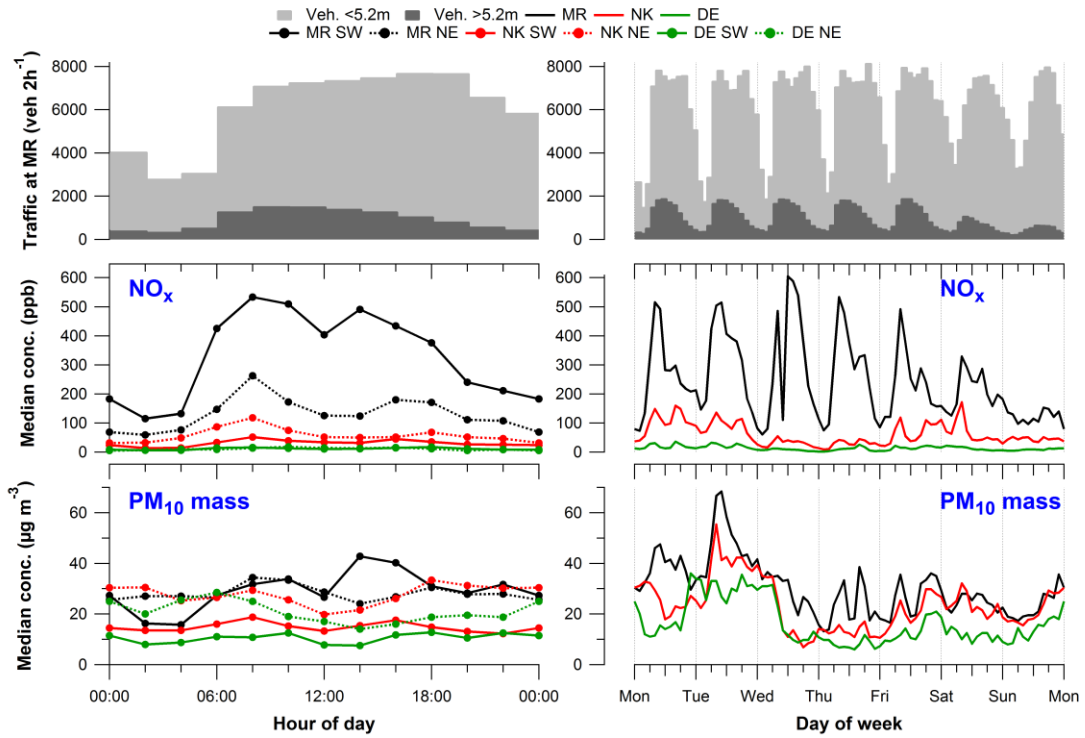 Veh. <5.2m Veh. >5.2m MR NK DE
MR SW MR NE NK SW NK NE DE SW DE NE
Traffic at MR (veh 2h⁻¹)
8000
6000
4000
2000
0
8000
6000
4000
2000
0
Median conc. (ppb)
600
500
400
300
200
100
0
NOₓ
600
500
400
300
200
100
0
NOₓ
Median conc. (µg m⁻³)
60
40
20
0
PM₁₀ mass
60
40
20
0
PM₁₀ mass
00:00 06:00 12:00 18:00 00:00
Hour of day
Mon Tue Wed Thu Fri Sat Sun Mon
Day of week